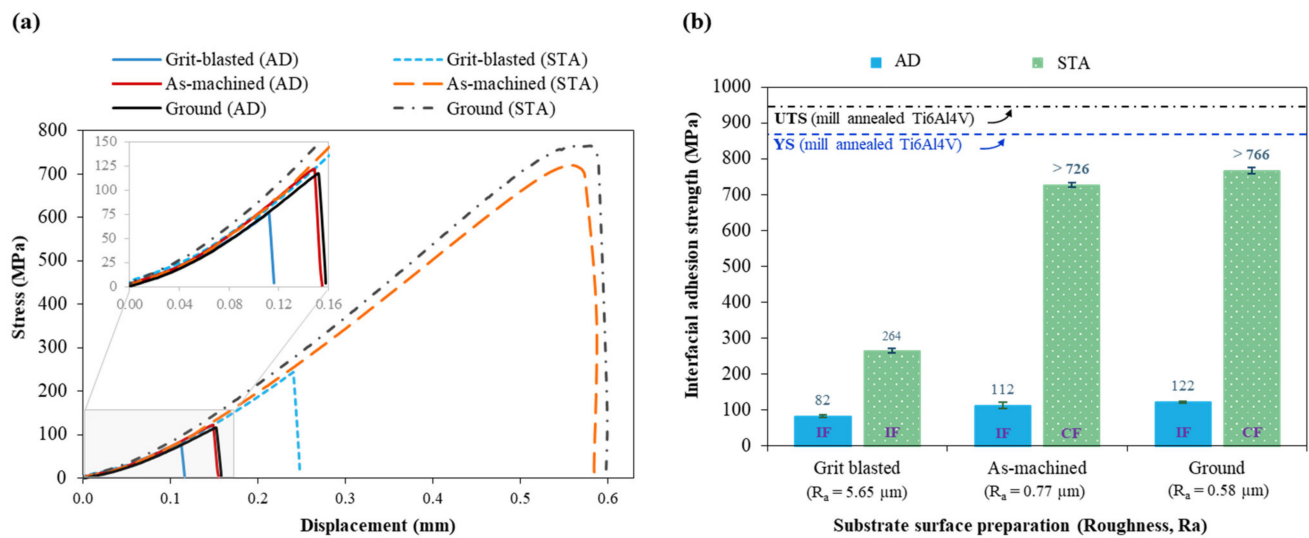 (a)
Grit-blasted (AD)
Grit-blasted (STA)
As-machined (AD)
As-machined (STA)
Ground (AD)
Ground (STA)
800
700
600
500
400
300
200
100
0
Stress (MPa)
150
125
100
75
50
25
0
0.00
0.04
0.08
0.12
0.16
0.0
0.1
0.2
0.3
0.4
0.5
0.6
Displacement (mm)
(b)
AD
STA
1000
900
800
700
600
500
400
300
200
100
0
Interfacial adhesion strength (MPa)
UTS (mill annealed Ti6Al4V)
YS (mill annealed Ti6Al4V)
82
264
112
> 726
122
> 766
IF
IF
IF
CF
IF
CF
Grit blasted
(Ra = 5.65 µm)
As-machined
(Ra = 0.77 µm)
Ground
(Ra = 0.58 µm)
Substrate surface preparation (Roughness, Ra)